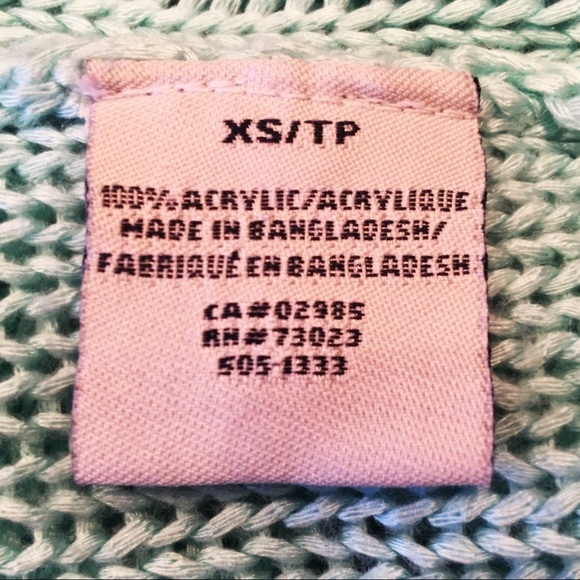 XS/TP
100% ACRYLIC/ACRYLIQUE
MADE IN BANGLADESH/
FABRIQUÉ EN BANGLADESH
CA#02985
RN#73023
505-1333